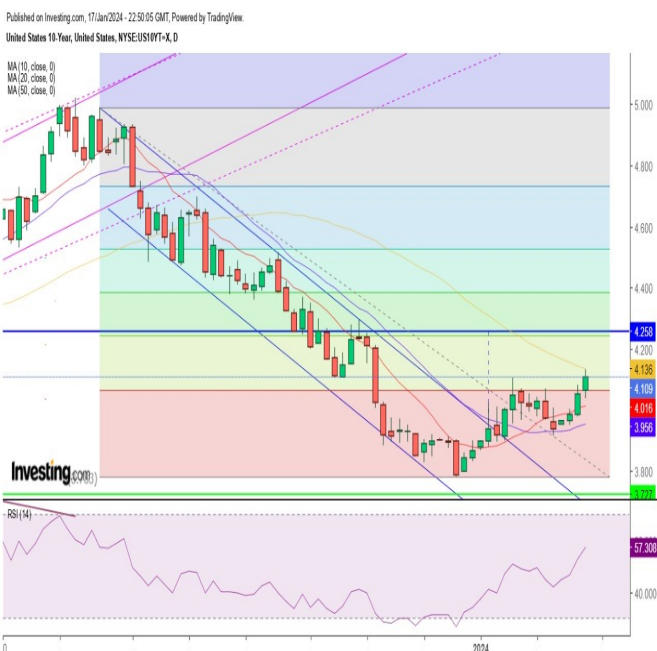 Published on Investing.com, 17/Jan/2024 - 22:50:05 GMT, Powered by TradingView.
United States 10-Year, United States, NYSE:US10YT=X, D
MA (10, close, 0)
MA (20, close, 0)
MA (50, close, 0)
5.000
4.800
4.600
4.400
4.258
4.200
4.136
4.109
4.016
3.956
3.800
Investing.com
3.727
RSI (14)
57.308
40.000
2024